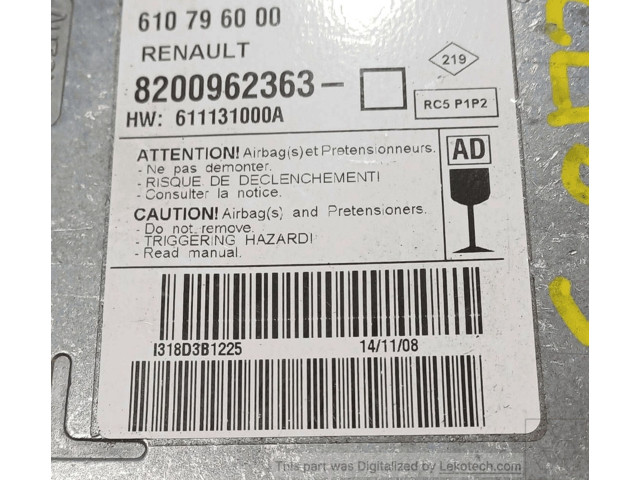 610 796 00 00
RENAULT
8200962363-
HW: 611131000A
219
RC5 P1P2
ATTENTION! Airbag(s) et Pretensionneurs.
- Ne pas demonter.
- RISQUE DE DECLENCHEMENT!
- Consulter la notice.
CAUTION! Airbag(s) and Pretensioners.
- Do not remove.
- TRIGGERING HAZARD!
- Read manual.
AD
I318D3B1225
14/11/08
This part was Digitalized by Lekotech.com